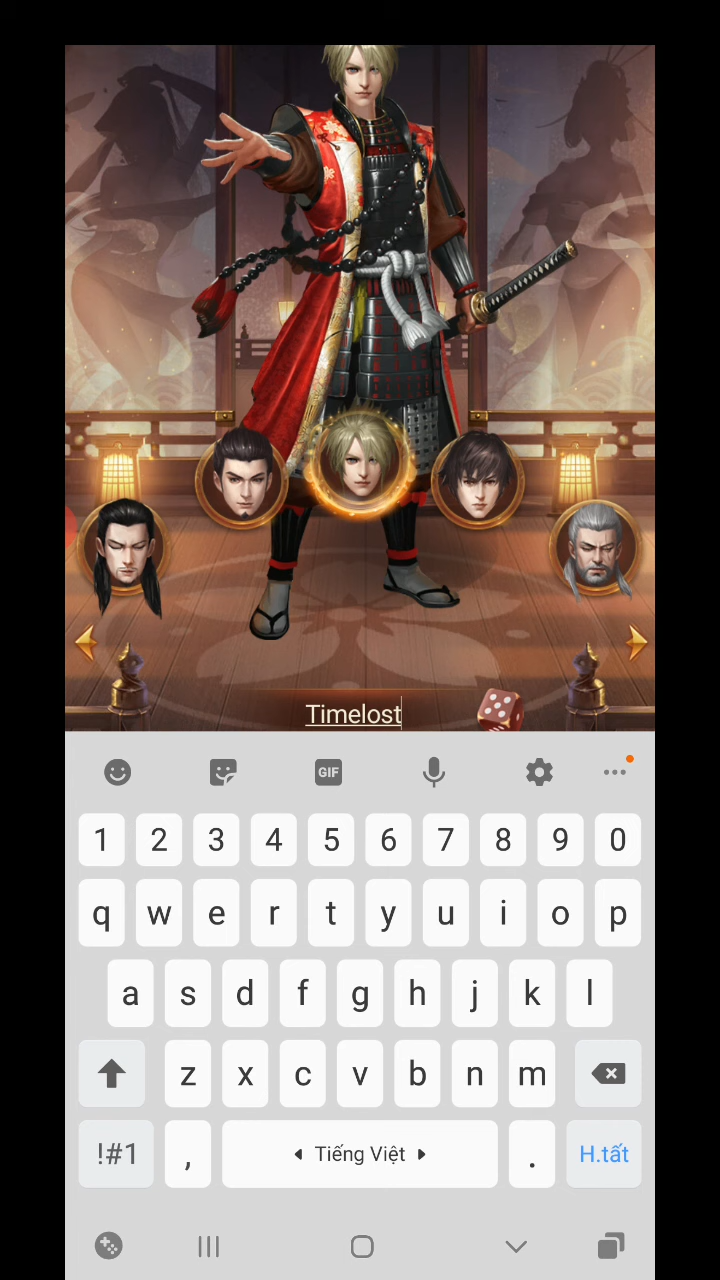 Timelost
GIF
1 2 3 4 5 6 7 8 9 0
q w e r t y u i o p
a s d f g h j k l
z x c v b n m
!#1 , Tiếng Việt . H.tất